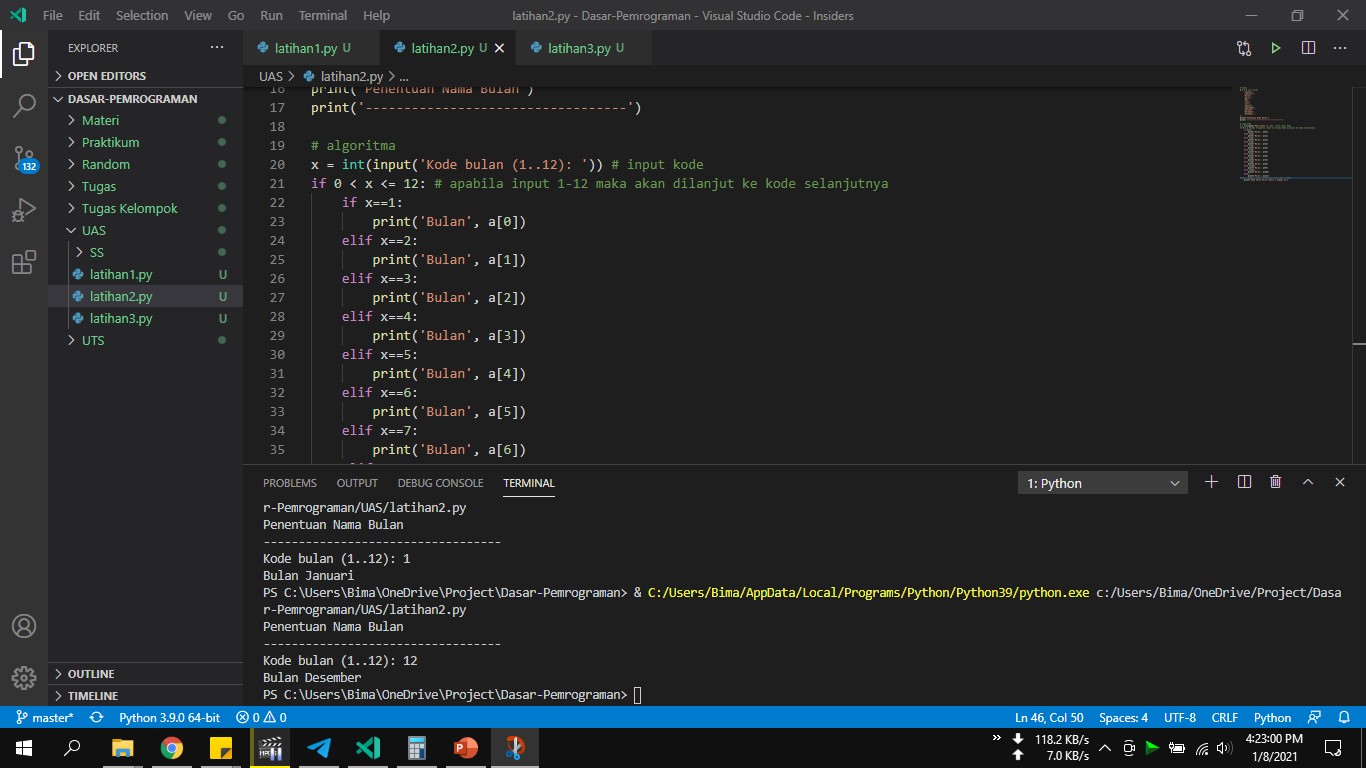 File Edit Selection View Go Run Terminal Help
latihan2.py - Dasar-Pemrograman - Visual Studio Code - Insiders
EXPLORER
OPEN EDITORS
DASAR-PEMROGRAMAN
Materi
Praktikum
Random
Tugas
Tugas Kelompok
UAS
SS
latihan1.py U
latihan2.py U
latihan3.py U
UTS
OUTLINE
TIMELINE
132
latihan1.py U
latihan2.py U
latihan3.py U
UAS > latihan2.py > ...
16 print('Penentuan Nama Bulan')
17 print('----------------------------------')
18
19 # algoritma
20 x = int(input('Kode bulan (1..12): ')) # input kode
21 if 0 < x <= 12: # apabila input 1-12 maka akan dilanjut ke kode selanjutnya
22 if x==1:
23 print('Bulan', a[0])
24 elif x==2:
25 print('Bulan', a[1])
26 elif x==3:
27 print('Bulan', a[2])
28 elif x==4:
29 print('Bulan', a[3])
30 elif x==5:
31 print('Bulan', a[4])
32 elif x==6:
33 print('Bulan', a[5])
34 elif x==7:
35 print('Bulan', a[6])
PROBLEMS OUTPUT DEBUG CONSOLE TERMINAL
1: Python
r-Pemrograman/UAS/latihan2.py
Penentuan Nama Bulan
----------------------------------
Kode bulan (1..12): 1
Bulan Januari
PS C:\Users\Bima\OneDrive\Project\Dasar-Pemrograman> & C:/Users/Bima/AppData/Local/Programs/Python/Python39/python.exe c:/Users/Bima/OneDrive/Project/Dasa
r-Pemrograman/UAS/latihan2.py
Penentuan Nama Bulan
----------------------------------
Kode bulan (1..12): 12
Bulan Desember
PS C:\Users\Bima\OneDrive\Project\Dasar-Pemrograman>
master* Python 3.9.0 64-bit 0 0 Ln 46, Col 50 Spaces: 4 UTF-8 CRLF Python
118.2 KB/s
7.0 KB/s
4:23:00 PM
1/8/2021